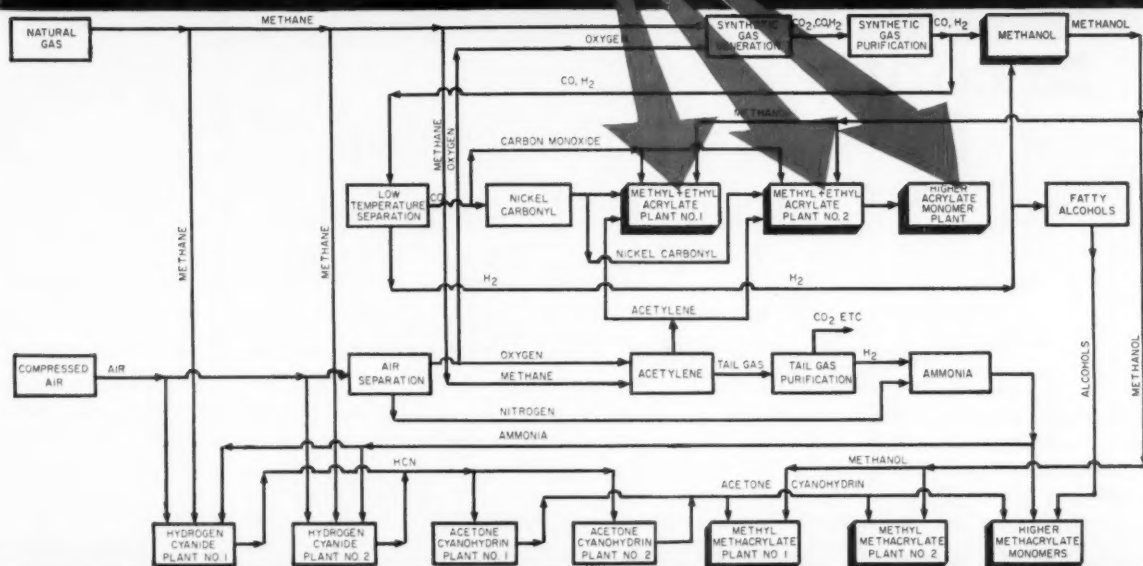 METHANE
NATURAL
GAS
OXYGEN
SYNTHETIC
GAS
GENERATION
CO2, CO, H2
SYNTHETIC
GAS
PURIFICATION
CO, H2
METHANOL
METHANOL
CO, H2
METHANE
OXYGEN
METHANOL
CARBON MONOXIDE
LOW
TEMPERATURE
SEPARATION
CO
NICKEL
CARBONYL
METHYL + ETHYL
ACRYLATE
PLANT NO. 1
METHYL + ETHYL
ACRYLATE
PLANT NO. 2
HIGHER
ACRYLATE
MONOMER
PLANT
FATTY
ALCOHOLS
METHANE
METHANE
NICKEL CARBONYL
H2
H2
ACETYLENE
CO2 ETC
COMPRESSED
AIR
AIR
AIR
SEPARATION
OXYGEN
METHANE
ACETYLENE
TAIL GAS
TAIL GAS
PURIFICATION
H2
AMMONIA
ALCOHOLS
METHANOL
NITROGEN
AMMONIA
HCN
METHANOL
ACETONE CYANOHYDRIN
HYDROGEN
CYANIDE
PLANT NO. 1
HYDROGEN
CYANIDE
PLANT NO. 2
ACETONE
CYANOHYDRIN
PLANT NO. 1
ACETONE
CYANOHYDRIN
PLANT NO. 2
METHYL
METHACRYLATE
PLANT NO. 1
METHYL
METHACRYLATE
PLANT NO. 2
HIGHER
METHACRYLATE
MONOMERS